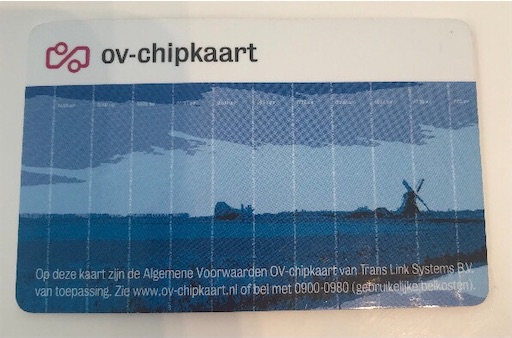 ov-chipkaart
Op deze kaart zijn de Algemene Voorwaarden OV-chipkaart van Trans Link Systems B.V.
van toepassing. Zie www.ov-chipkaart.nl of bel met 0900-0980 (gebruikelijke belkosten).